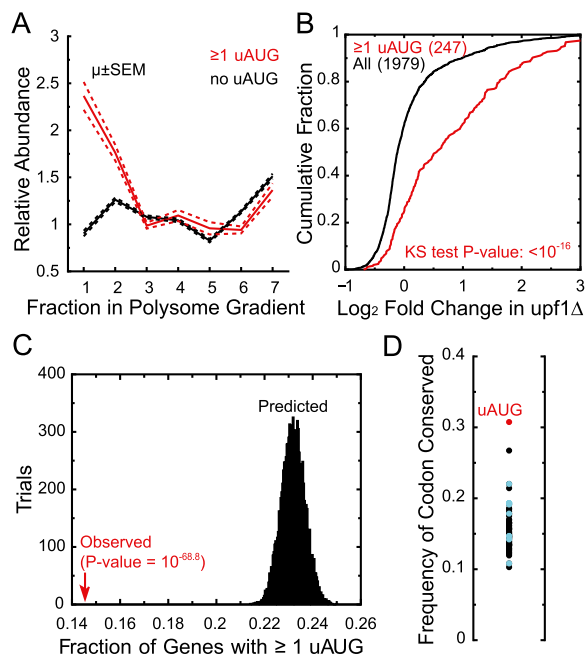 A
≥1 uAUG
no uAUG
μ±SEM
Relative Abundance
3
2.5
2
1.5
1
0.5
1 2 3 4 5 6 7
Fraction in Polysome Gradient
B
≥1 uAUG (247)
All (1979)
Cumulative Fraction
1
0.8
0.6
0.4
0.2
0
KS test P-value: <10⁻¹⁶
−1 0 1 2 3
Log₂ Fold Change in upf1Δ
C
Trials
400
300
200
100
0
Predicted
Observed
(P-value = 10⁻⁶⁸·⁸)
0.14 0.16 0.18 0.20 0.22 0.24 0.26
Fraction of Genes with ≥ 1 uAUG
D
Frequency of Codon Conserved
0.4
0.3
0.2
0.1
0
uAUG